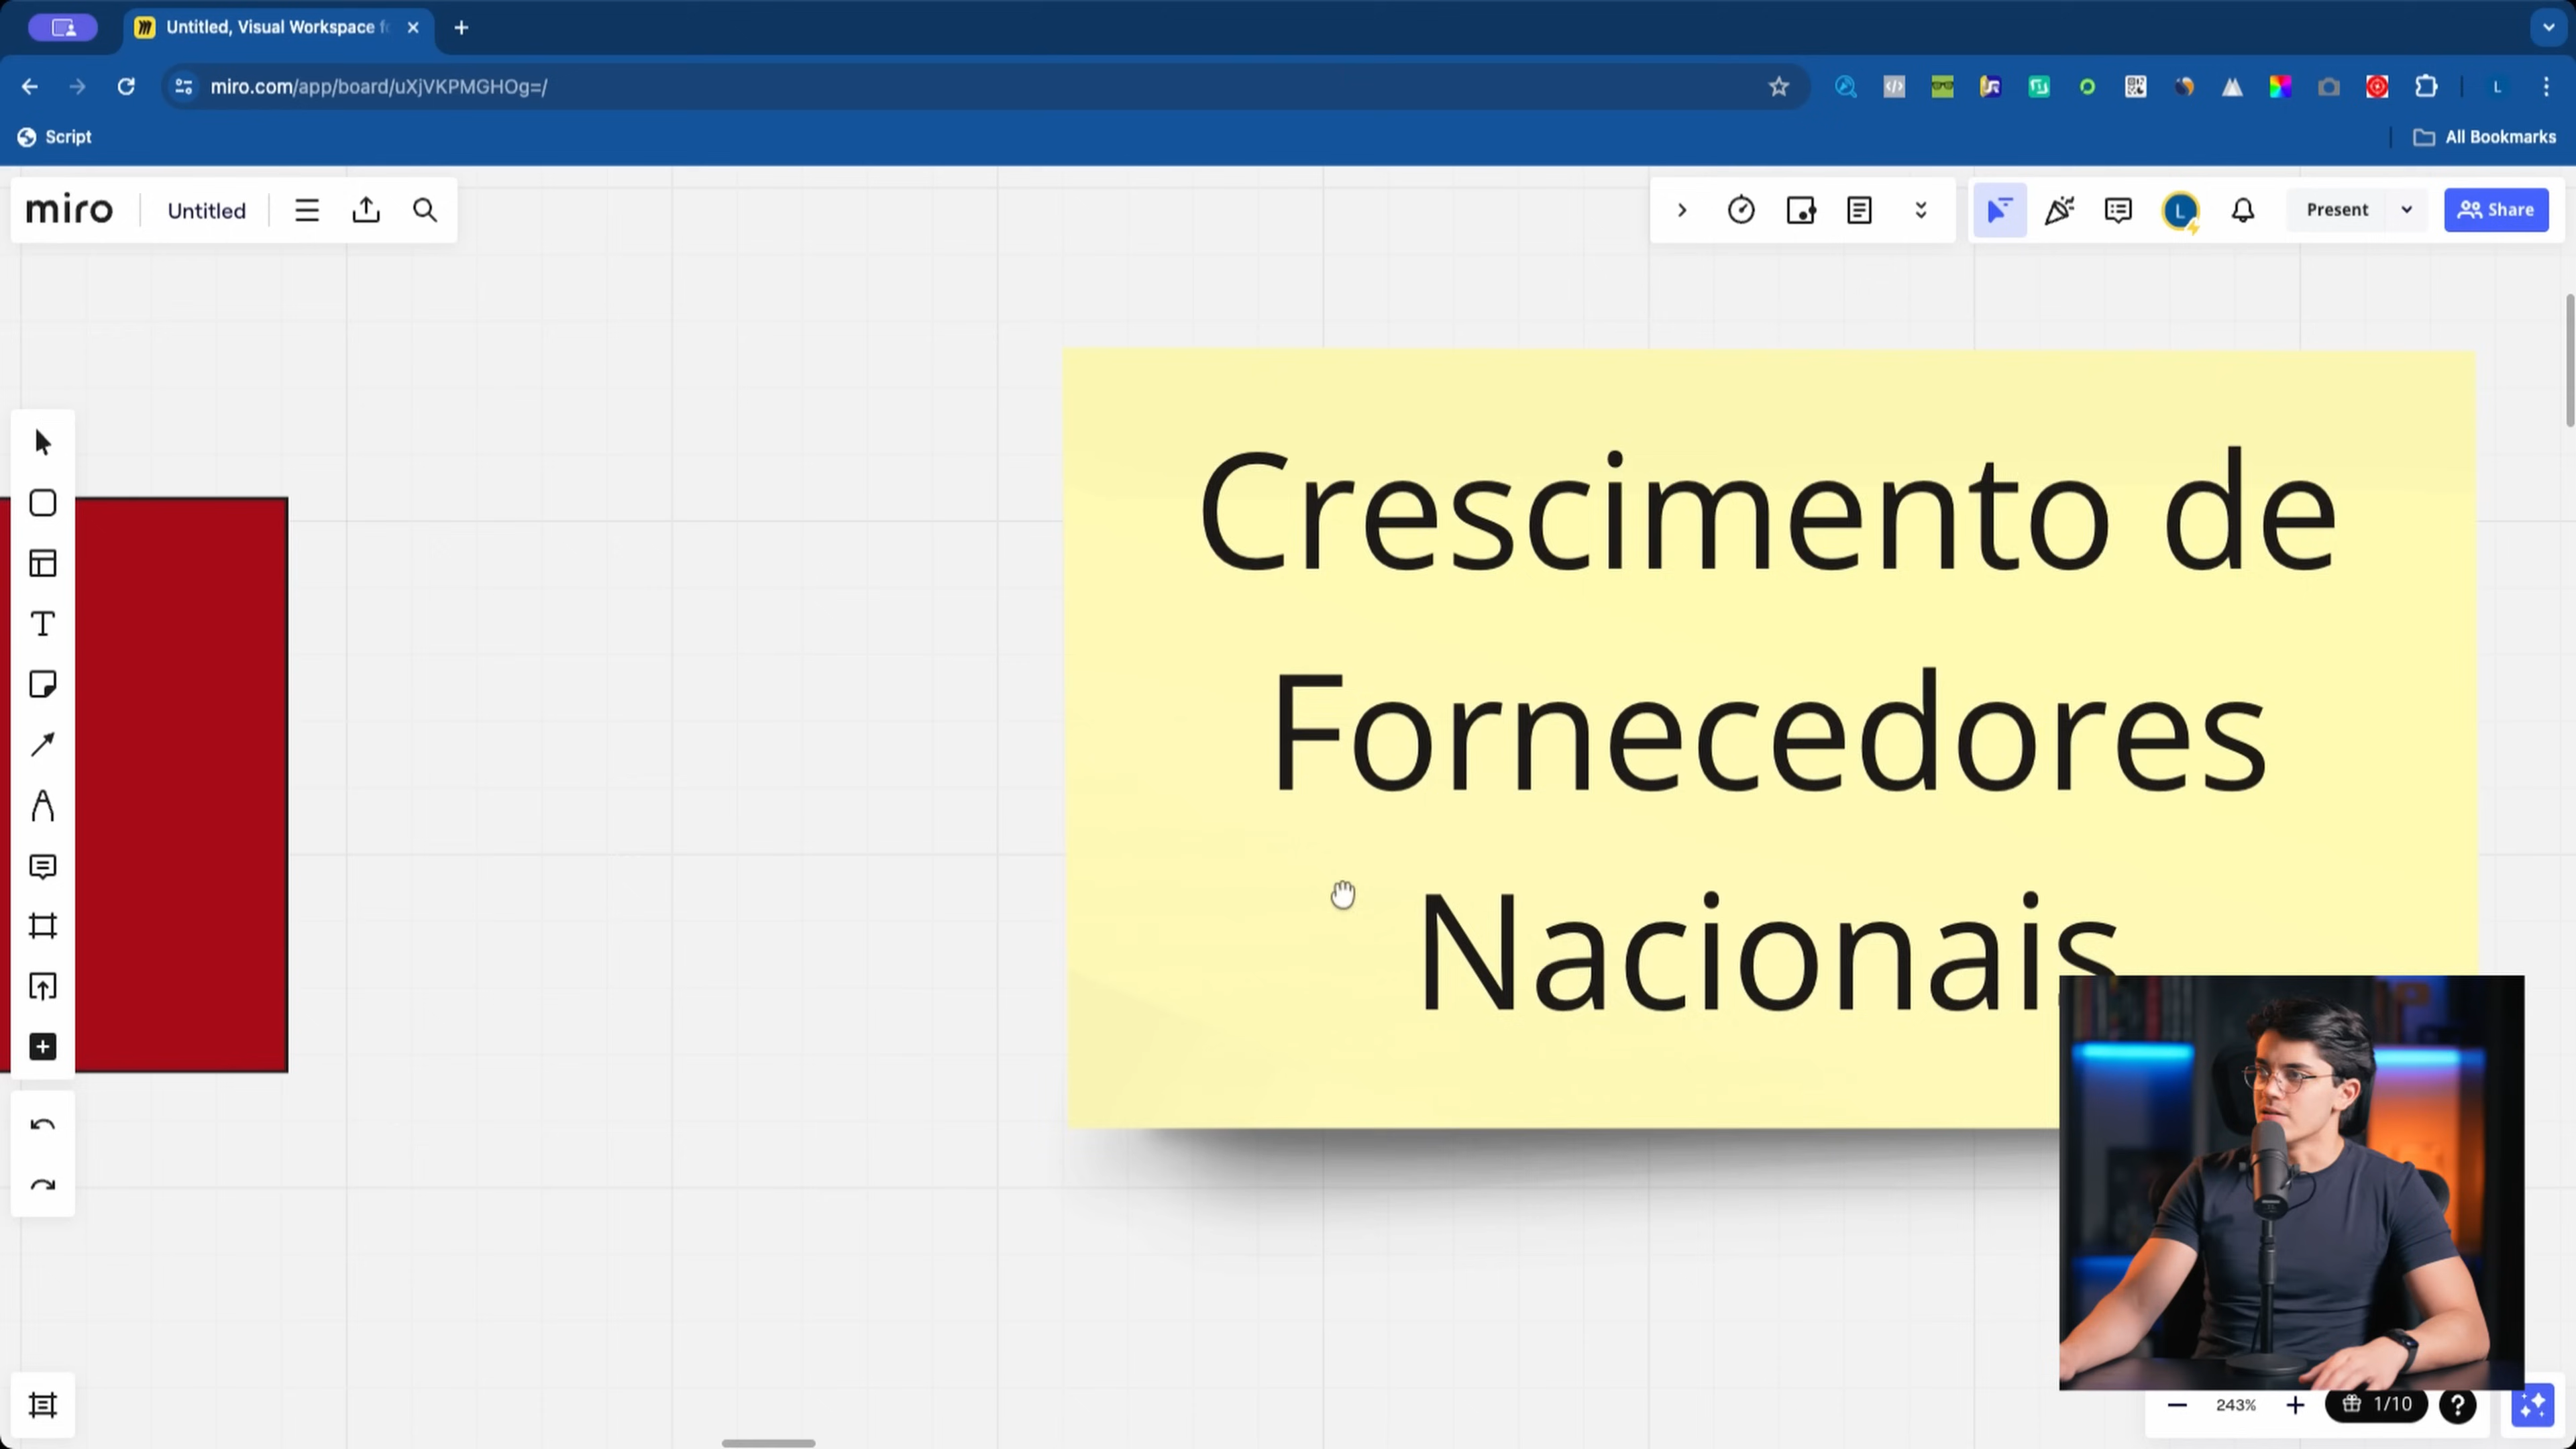 Untitled, Visual Workspace f
miro.com/app/board/uXjVKPMGHOg=/
L
Script
All Bookmarks
miro
Untitled
L
Present
Share
Crescimento de
Fornecedores
Nacionais
243%
1/10